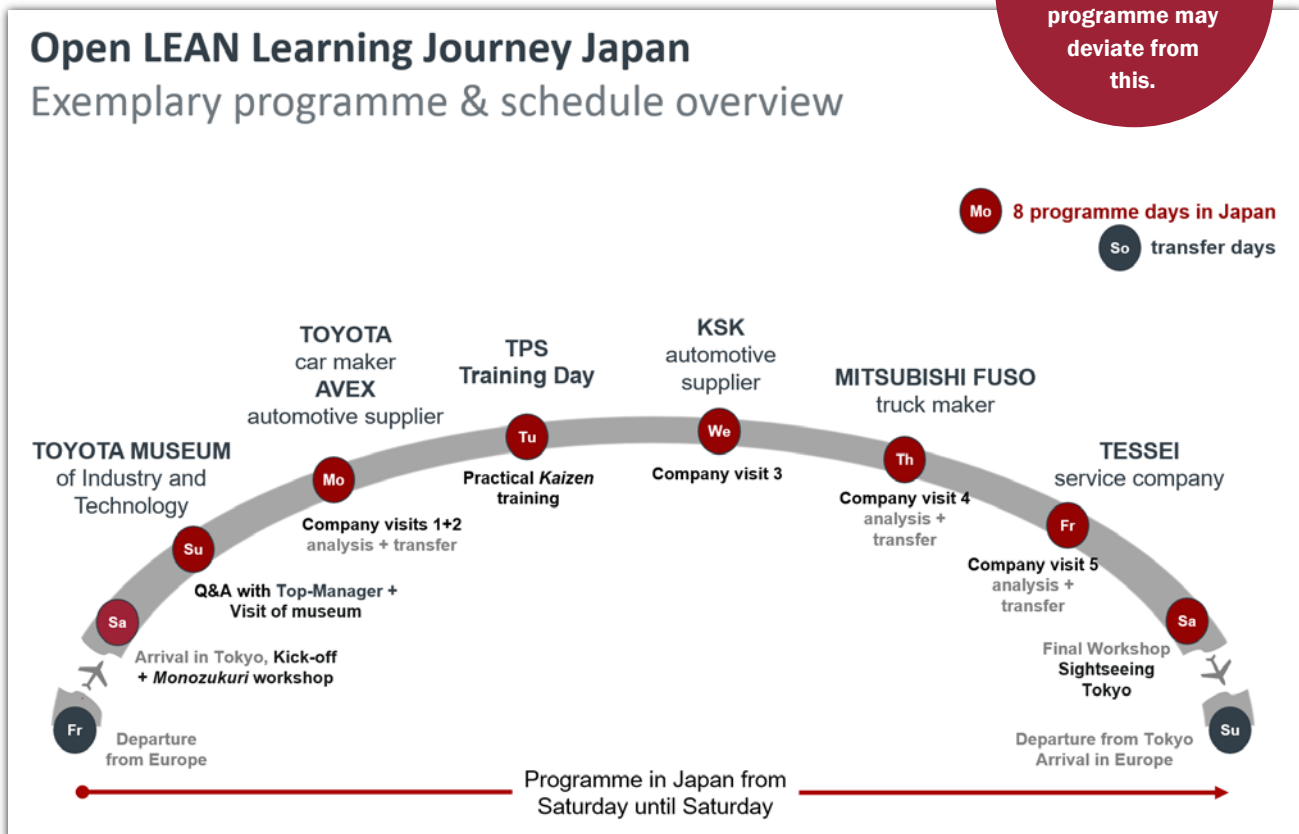 programme may
deviate from
this.
Open LEAN Learning Journey Japan
Exemplary programme & schedule overview
Mo 8 programme days in Japan
So transfer days
TOYOTA MUSEUM
of Industry and
Technology
TOYOTA
car maker
AVEX
automotive supplier
TPS
Training Day
KSK
automotive
supplier
MITSUBISHI FUSO
truck maker
TESSEI
service company
Fr
Departure
from Europe
Sa
Arrival in Tokyo, Kick-off
+ Monozukuri workshop
Su
Q&A with Top-Manager +
Visit of museum
Mo
Company visits 1+2
analysis + transfer
Tu
Practical Kaizen
training
We
Company visit 3
Th
Company visit 4
analysis +
transfer
Fr
Company visit 5
analysis +
transfer
Sa
Final Workshop
Sightseeing
Tokyo
Su
Departure from Tokyo
Arrival in Europe
Programme in Japan from
Saturday until Saturday